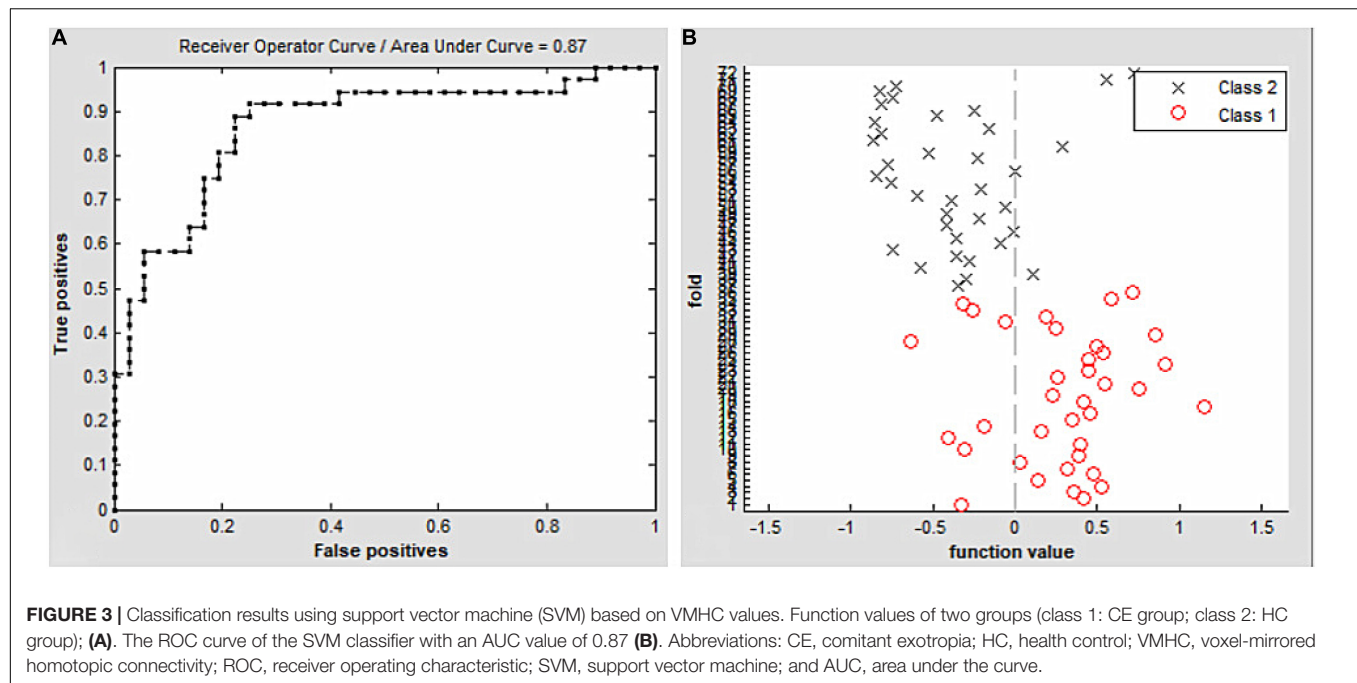 A
Receiver Operator Curve / Area Under Curve = 0.87
1
0.9
0.8
0.7
0.6
0.5
0.4
0.3
0.2
0.1
0
True positives
0 0.2 0.4 0.6 0.8 1
False positives
B
72
Class 2
Class 1
fold
-1.5 -1 -0.5 0 0.5 1 1.5
function value
FIGURE 3 | Classification results using support vector machine (SVM) based on VMHC values. Function values of two groups (class 1: CE group; class 2: HC
group); (A). The ROC curve of the SVM classifier with an AUC value of 0.87 (B). Abbreviations: CE, comitant exotropia; HC, health control; VMHC, voxel-mirrored
homotopic connectivity; ROC, receiver operating characteristic; SVM, support vector machine; and AUC, area under the curve.